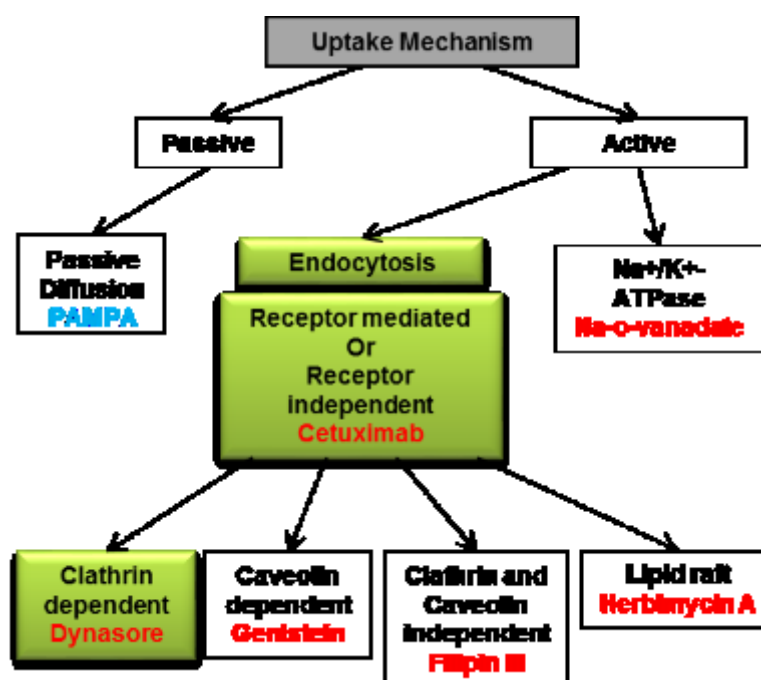 Uptake Mechanism
Passive
Active
Passive
Diffusion
PAMPA
Endocytosis
Na+/K+-
ATPase
Na-o-vanadate
Receptor mediated
Or
Receptor
independent
Cetuximab
Clathrin
dependent
Dynasore
Caveolin
dependent
Genistein
Clathrin and
Caveolin
independent
Filipin III
Lipid raft
Herbimycin A